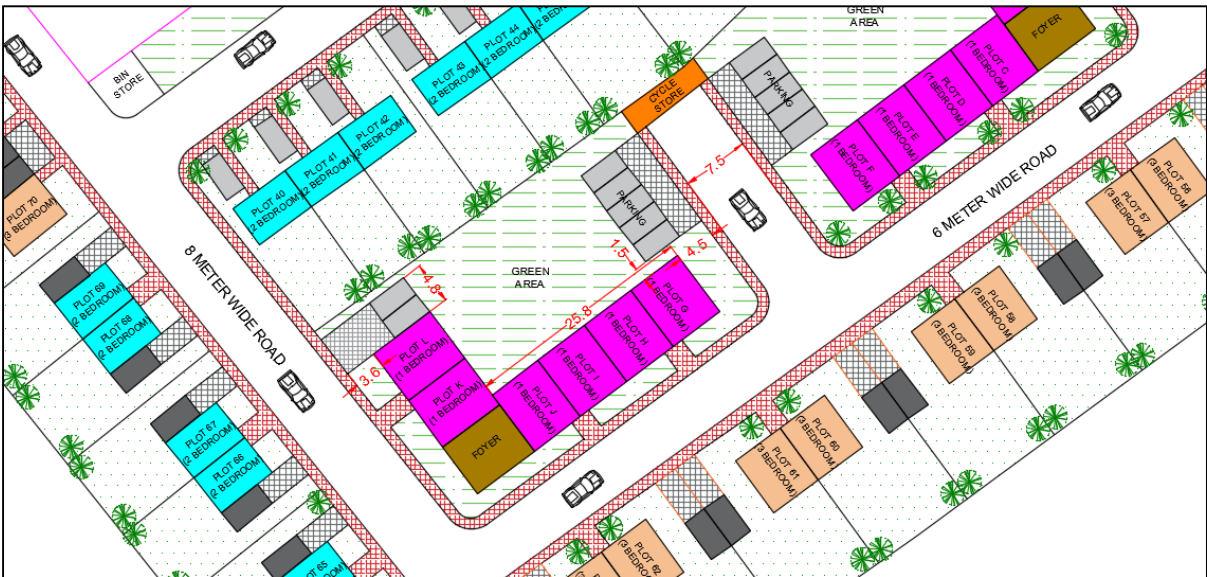 BIN
STORE
PLOT 44
(2 BEDROOM)
PLOT 43
(2 BEDROOM)
PLOT 42
(2 BEDROOM)
PLOT 41
(2 BEDROOM)
PLOT 40
(2 BEDROOM)
CYCLE
STORE
PARKING
GREEN
AREA
FOYER
PLOT C
(1 BEDROOM)
PLOT D
(1 BEDROOM)
PLOT E
(1 BEDROOM)
PLOT F
(1 BEDROOM)
7.5
PARKING
1.5
4.5
6 METER WIDE ROAD
PLOT 56
(3 BEDROOM)
PLOT 57
(3 BEDROOM)
PLOT 58
(3 BEDROOM)
PLOT 59
(3 BEDROOM)
PLOT 60
(3 BEDROOM)
PLOT 61
(3 BEDROOM)
PLOT 62
(3 BEDROOM)
PLOT 70
(3 BEDROOM)
8 METER WIDE ROAD
PLOT 69
(2 BEDROOM)
PLOT 68
(2 BEDROOM)
PLOT 67
(2 BEDROOM)
PLOT 66
(2 BEDROOM)
PLOT 65
GREEN
AREA
4.8
3.6
25.8
PLOT L
(1 BEDROOM)
PLOT K
(1 BEDROOM)
FOYER
PLOT J
(1 BEDROOM)
PLOT I
(1 BEDROOM)
PLOT H
(1 BEDROOM)
PLOT G
(1 BEDROOM)